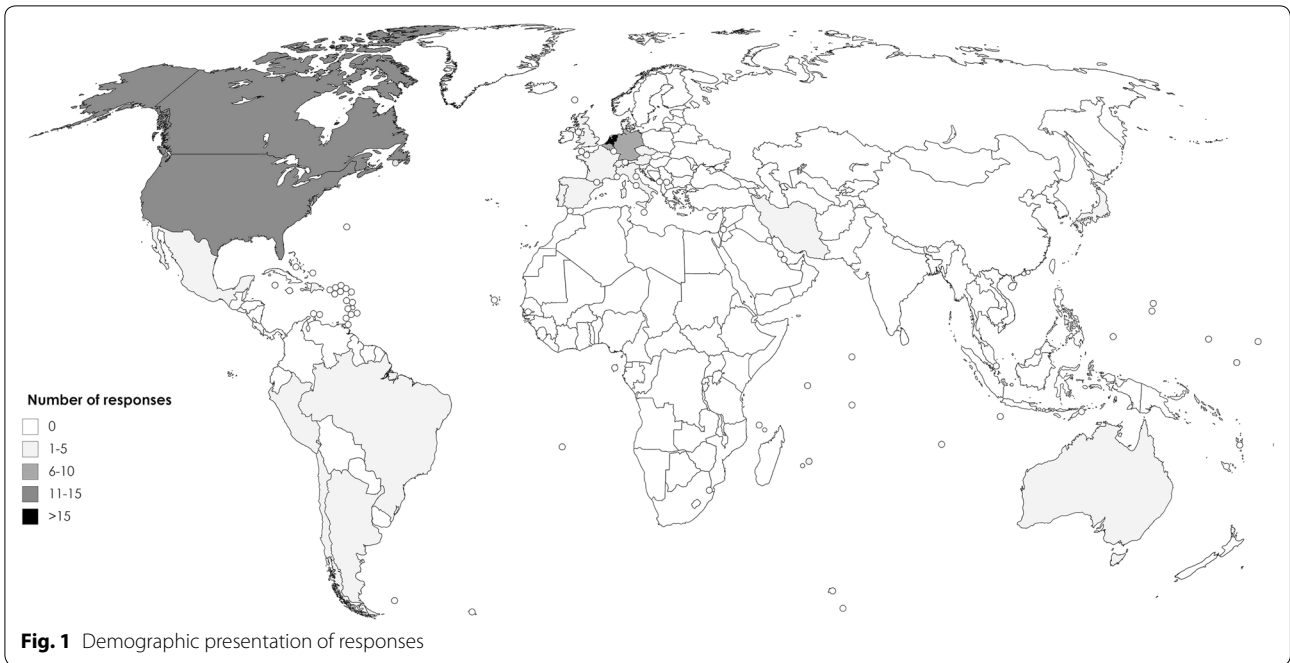 Number of responses
0
1-5
6-10
11-15
>15
Fig. 1 Demographic presentation of responses